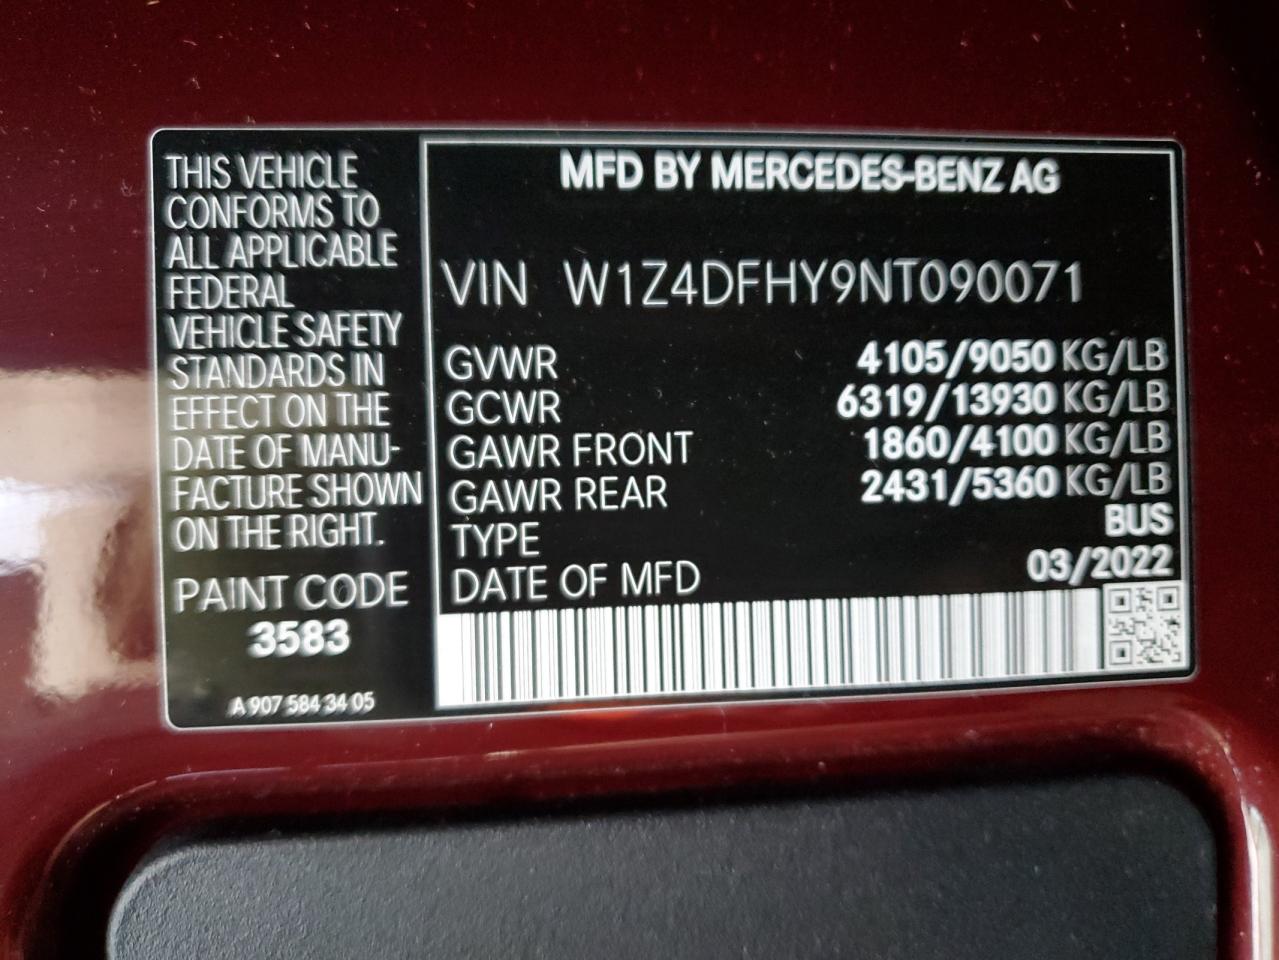 THIS VEHICLE
CONFORMS TO
ALL APPLICABLE
FEDERAL
VEHICLE SAFETY
STANDARDS IN
EFFECT ON THE
DATE OF MANU-
FACTURE SHOWN
ON THE RIGHT.
PAINT CODE
3583
A 907 584 34 05
MFD BY MERCEDES-BENZ AG
VIN W1Z4DFHY9NT090071
GVWR 4105/9050 KG/LB
GCWR 6319/13930 KG/LB
GAWR FRONT 1860/4100 KG/LB
GAWR REAR 2431/5360 KG/LB
TYPE BUS
DATE OF MFD 03/2022